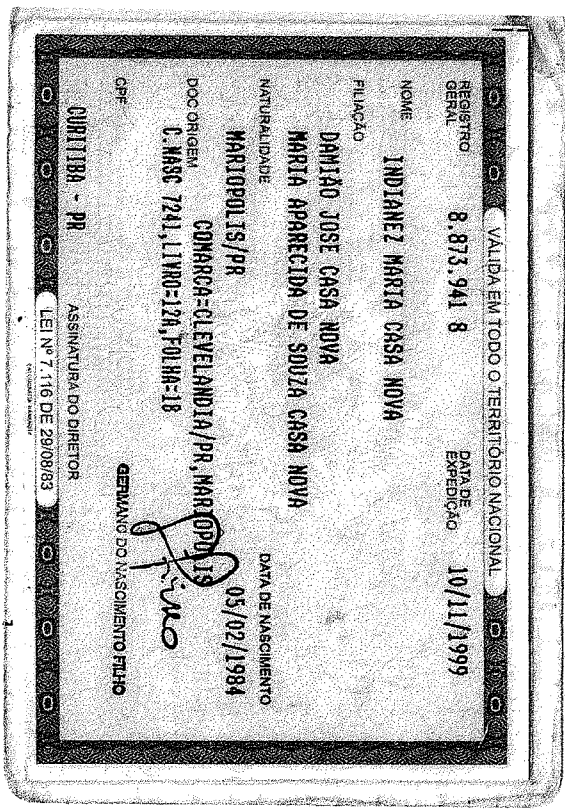 VÁLIDA EM TODO O TERRITÓRIO NACIONAL
REGISTRO GERAL 8.873.941 8 DATA DE EXPEDIÇÃO 10/11/1999
NOME INDIANEZ MARIA CASA NOVA
FILIAÇÃO
DAMIÃO JOSE CASA NOVA
MARIA APARECIDA DE SOUZA CASA NOVA
NATURALIDADE DATA DE NASCIMENTO
MARIOPOLIS/PR 05/02/1984
DOC ORIGEM COMARCA=CLEVELANDIA/PR, MARIOPOLIS
C.NASC 7241, LIVRO=12A, FOLHA=18
CPF
GERMANO DO NASCIMENTO FILHO
CURITIBA - PR
ASSINATURA DO DIRETOR
LEI Nº 7.116 DE 29/08/83